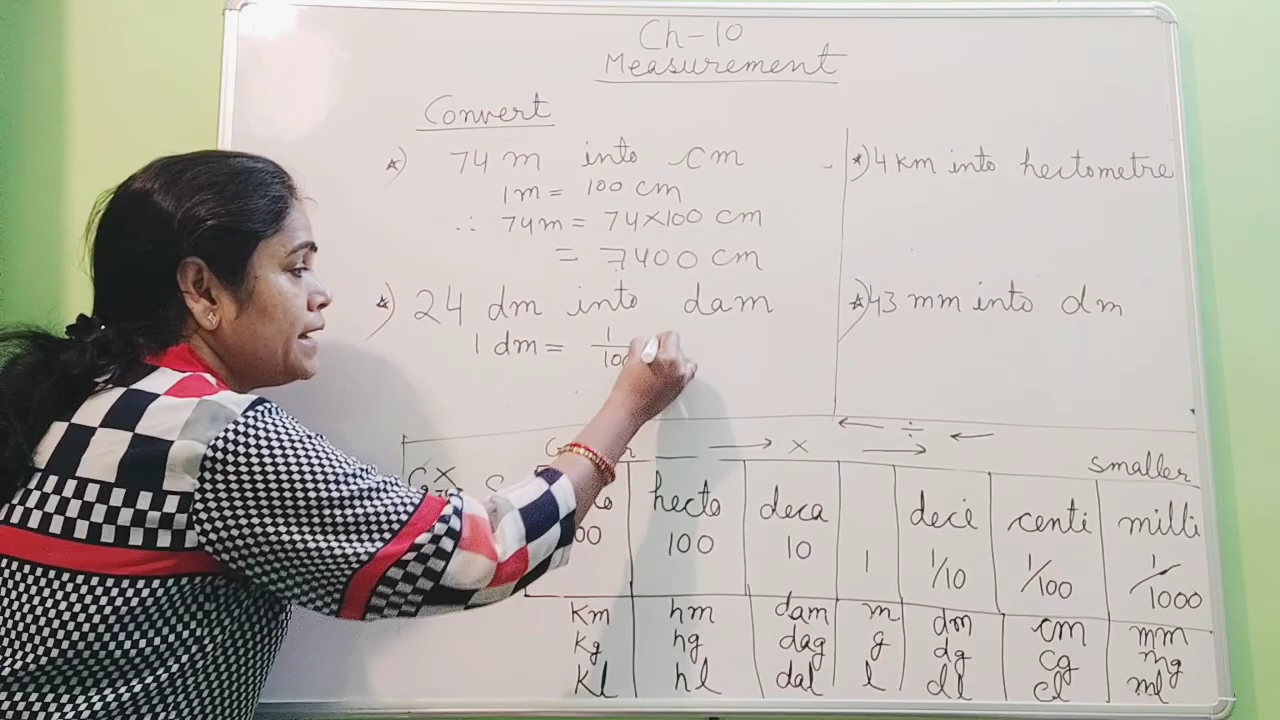 Ch-10
Measurement
Convert
*) 74 m into cm
1m = 100 cm
∴ 74m = 74×100 cm
= 7400 cm
*) 24 dm into dam
1 dm = 1/100
*) 4 km into hectometre
*) 43 mm into dm
← ÷ ←
→ × →
smaller
hecto deca deci centi milli
100 10 1 1/10 1/100 1/1000
Km hm dam m dm cm mm
Kg hg dag g dg cg mg
Kl hl dal l dl cl ml